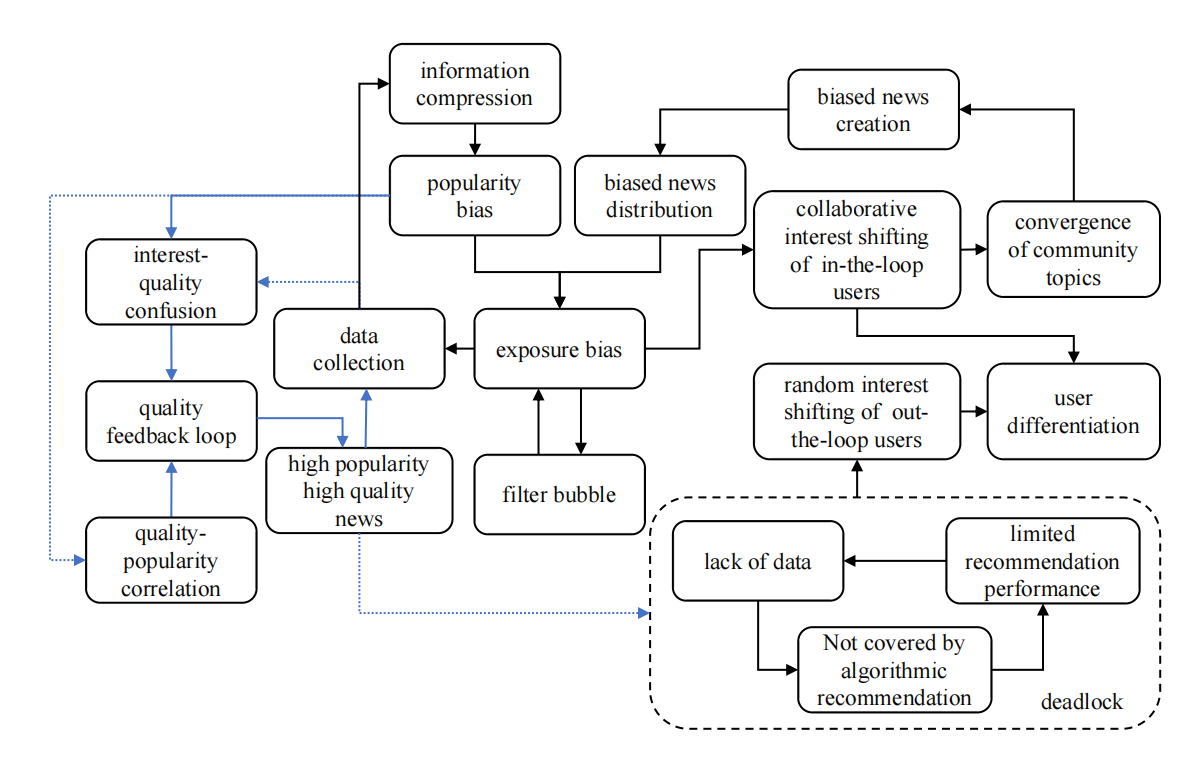 information
compression
biased news
creation
popularity
bias
biased news
distribution
collaborative
interest shifting
of in-the-loop
users
convergence
of community
topics
interest-
quality
confusion
data
collection
exposure bias
random interest
shifting of out-
the-loop users
user
differentiation
quality
feedback loop
high popularity
high quality
news
filter bubble
quality-
popularity
correlation
lack of data
limited
recommendation
performance
Not covered by
algorithmic
recommendation
deadlock